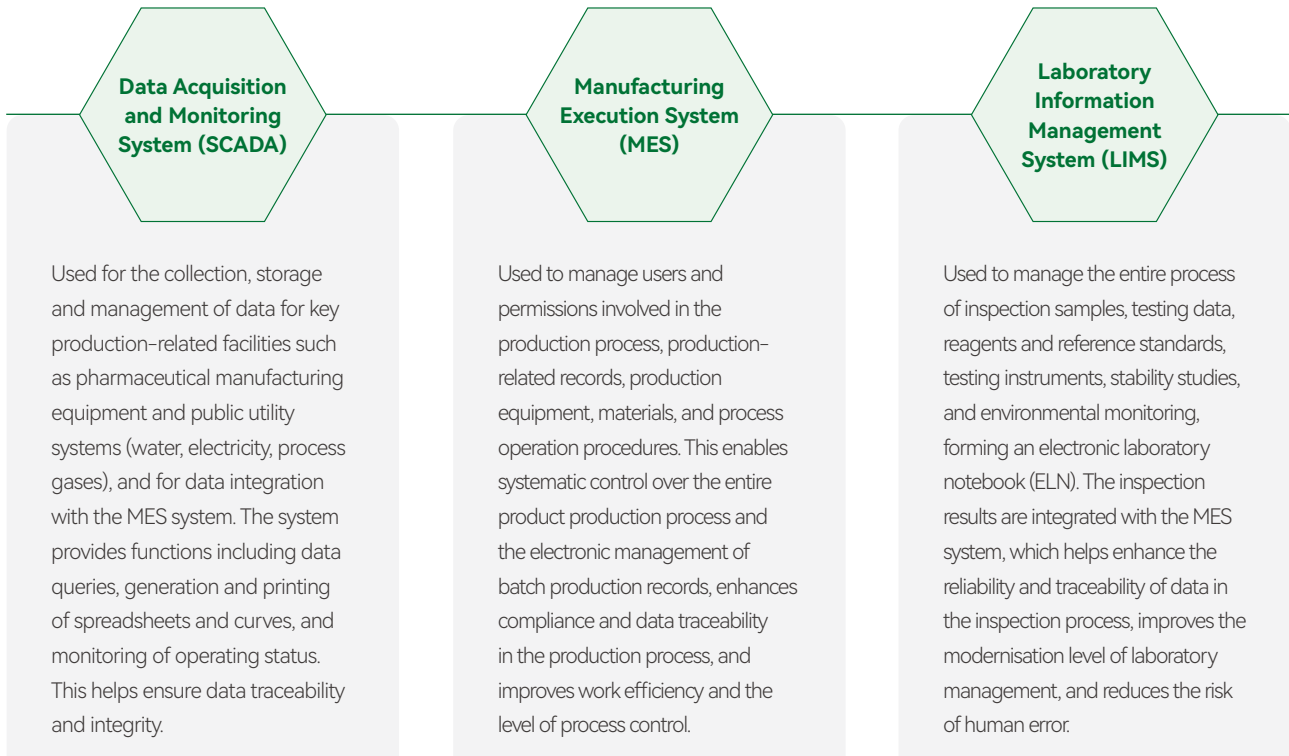 Data Acquisition
and Monitoring
System (SCADA)
Used for the collection, storage
and management of data for key
production-related facilities such
as pharmaceutical manufacturing
equipment and public utility
systems (water, electricity, process
gases), and for data integration
with the MES system. The system
provides functions including data
queries, generation and printing
of spreadsheets and curves, and
monitoring of operating status.
This helps ensure data traceability
and integrity.
Manufacturing
Execution System
(MES)
Used to manage users and
permissions involved in the
production process, production-
related records, production
equipment, materials, and process
operation procedures. This enables
systematic control over the entire
product production process and
the electronic management of
batch production records, enhances
compliance and data traceability
in the production process, and
improves work efficiency and the
level of process control.
Laboratory
Information
Management
System (LIMS)
Used to manage the entire process
of inspection samples, testing data,
reagents and reference standards,
testing instruments, stability studies,
and environmental monitoring,
forming an electronic laboratory
notebook (ELN). The inspection
results are integrated with the MES
system, which helps enhance the
reliability and traceability of data in
the inspection process, improves the
modernisation level of laboratory
management, and reduces the risk
of human error.